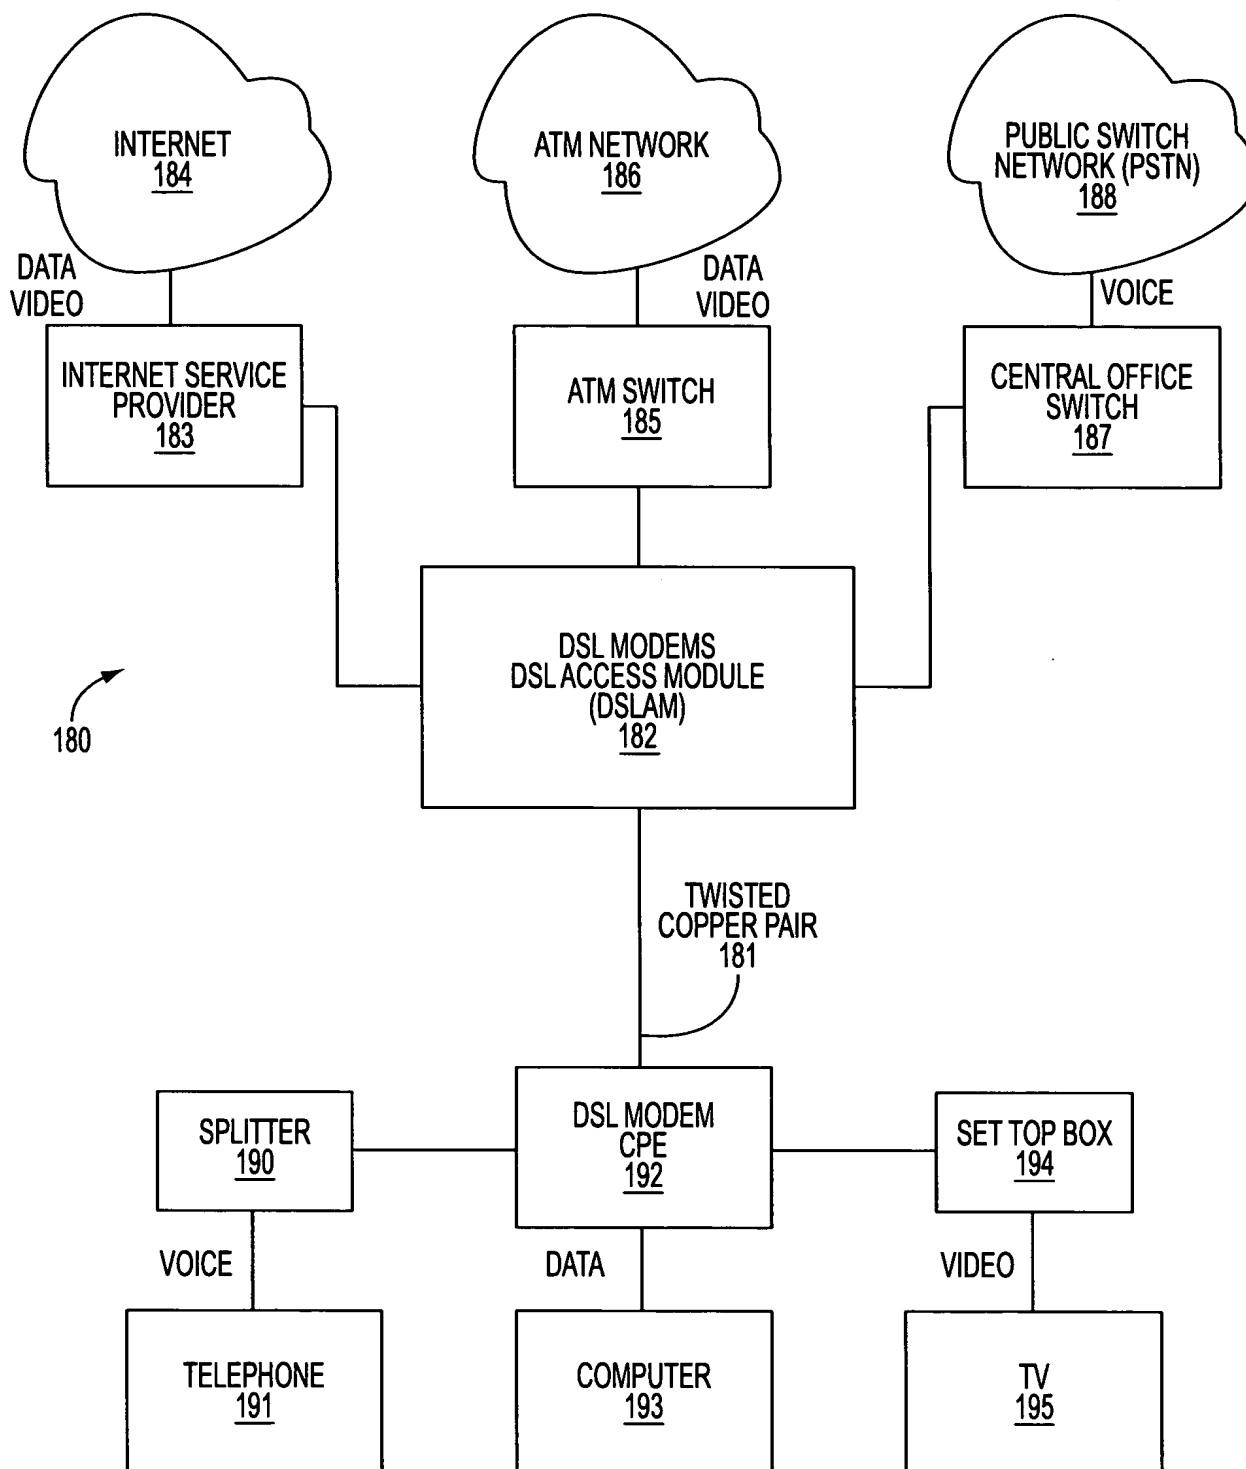 INTERNET
184
ATM NETWORK
186
PUBLIC SWITCH
NETWORK (PSTN)
188
DATA
VIDEO
DATA
VIDEO
VOICE
INTERNET SERVICE
PROVIDER
183
ATM SWITCH
185
CENTRAL OFFICE
SWITCH
187
DSL MODEMS
DSL ACCESS MODULE
(DSLAM)
182
180
TWISTED
COPPER PAIR
181
SPLITTER
190
DSL MODEM
CPE
192
SET TOP BOX
194
VOICE
DATA
VIDEO
TELEPHONE
191
COMPUTER
193
TV
195